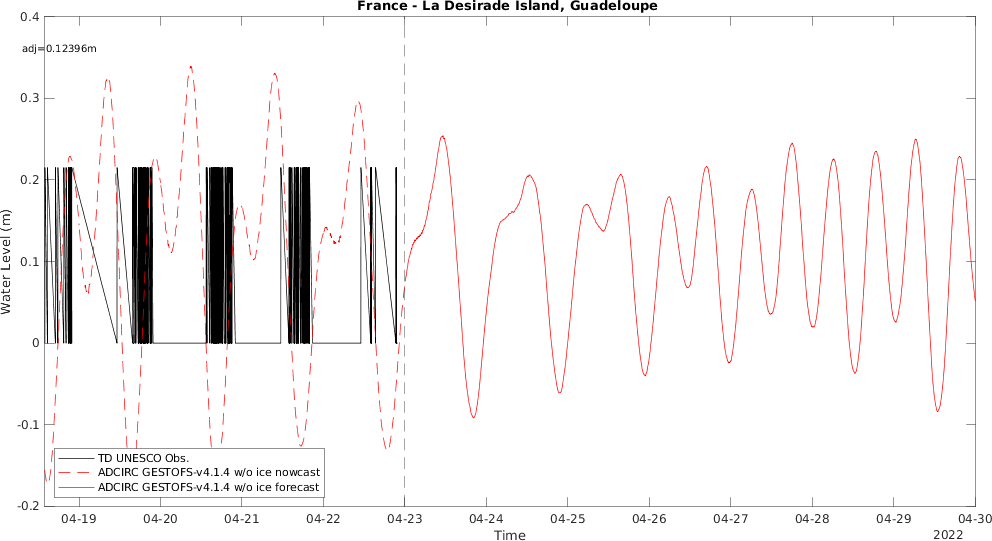 France - La Desirade Island, Guadeloupe
0.4
adj=0.12396m
0.3
0.2
0.1
0
-0.1
-0.2
Water Level (m)
TD UNESCO Obs.
ADCIRC GESTOFS-v4.1.4 w/o ice nowcast
ADCIRC GESTOFS-v4.1.4 w/o ice forecast
04-19 04-20 04-21 04-22 04-23 04-24 04-25 04-26 04-27 04-28 04-29 04-30
Time
2022